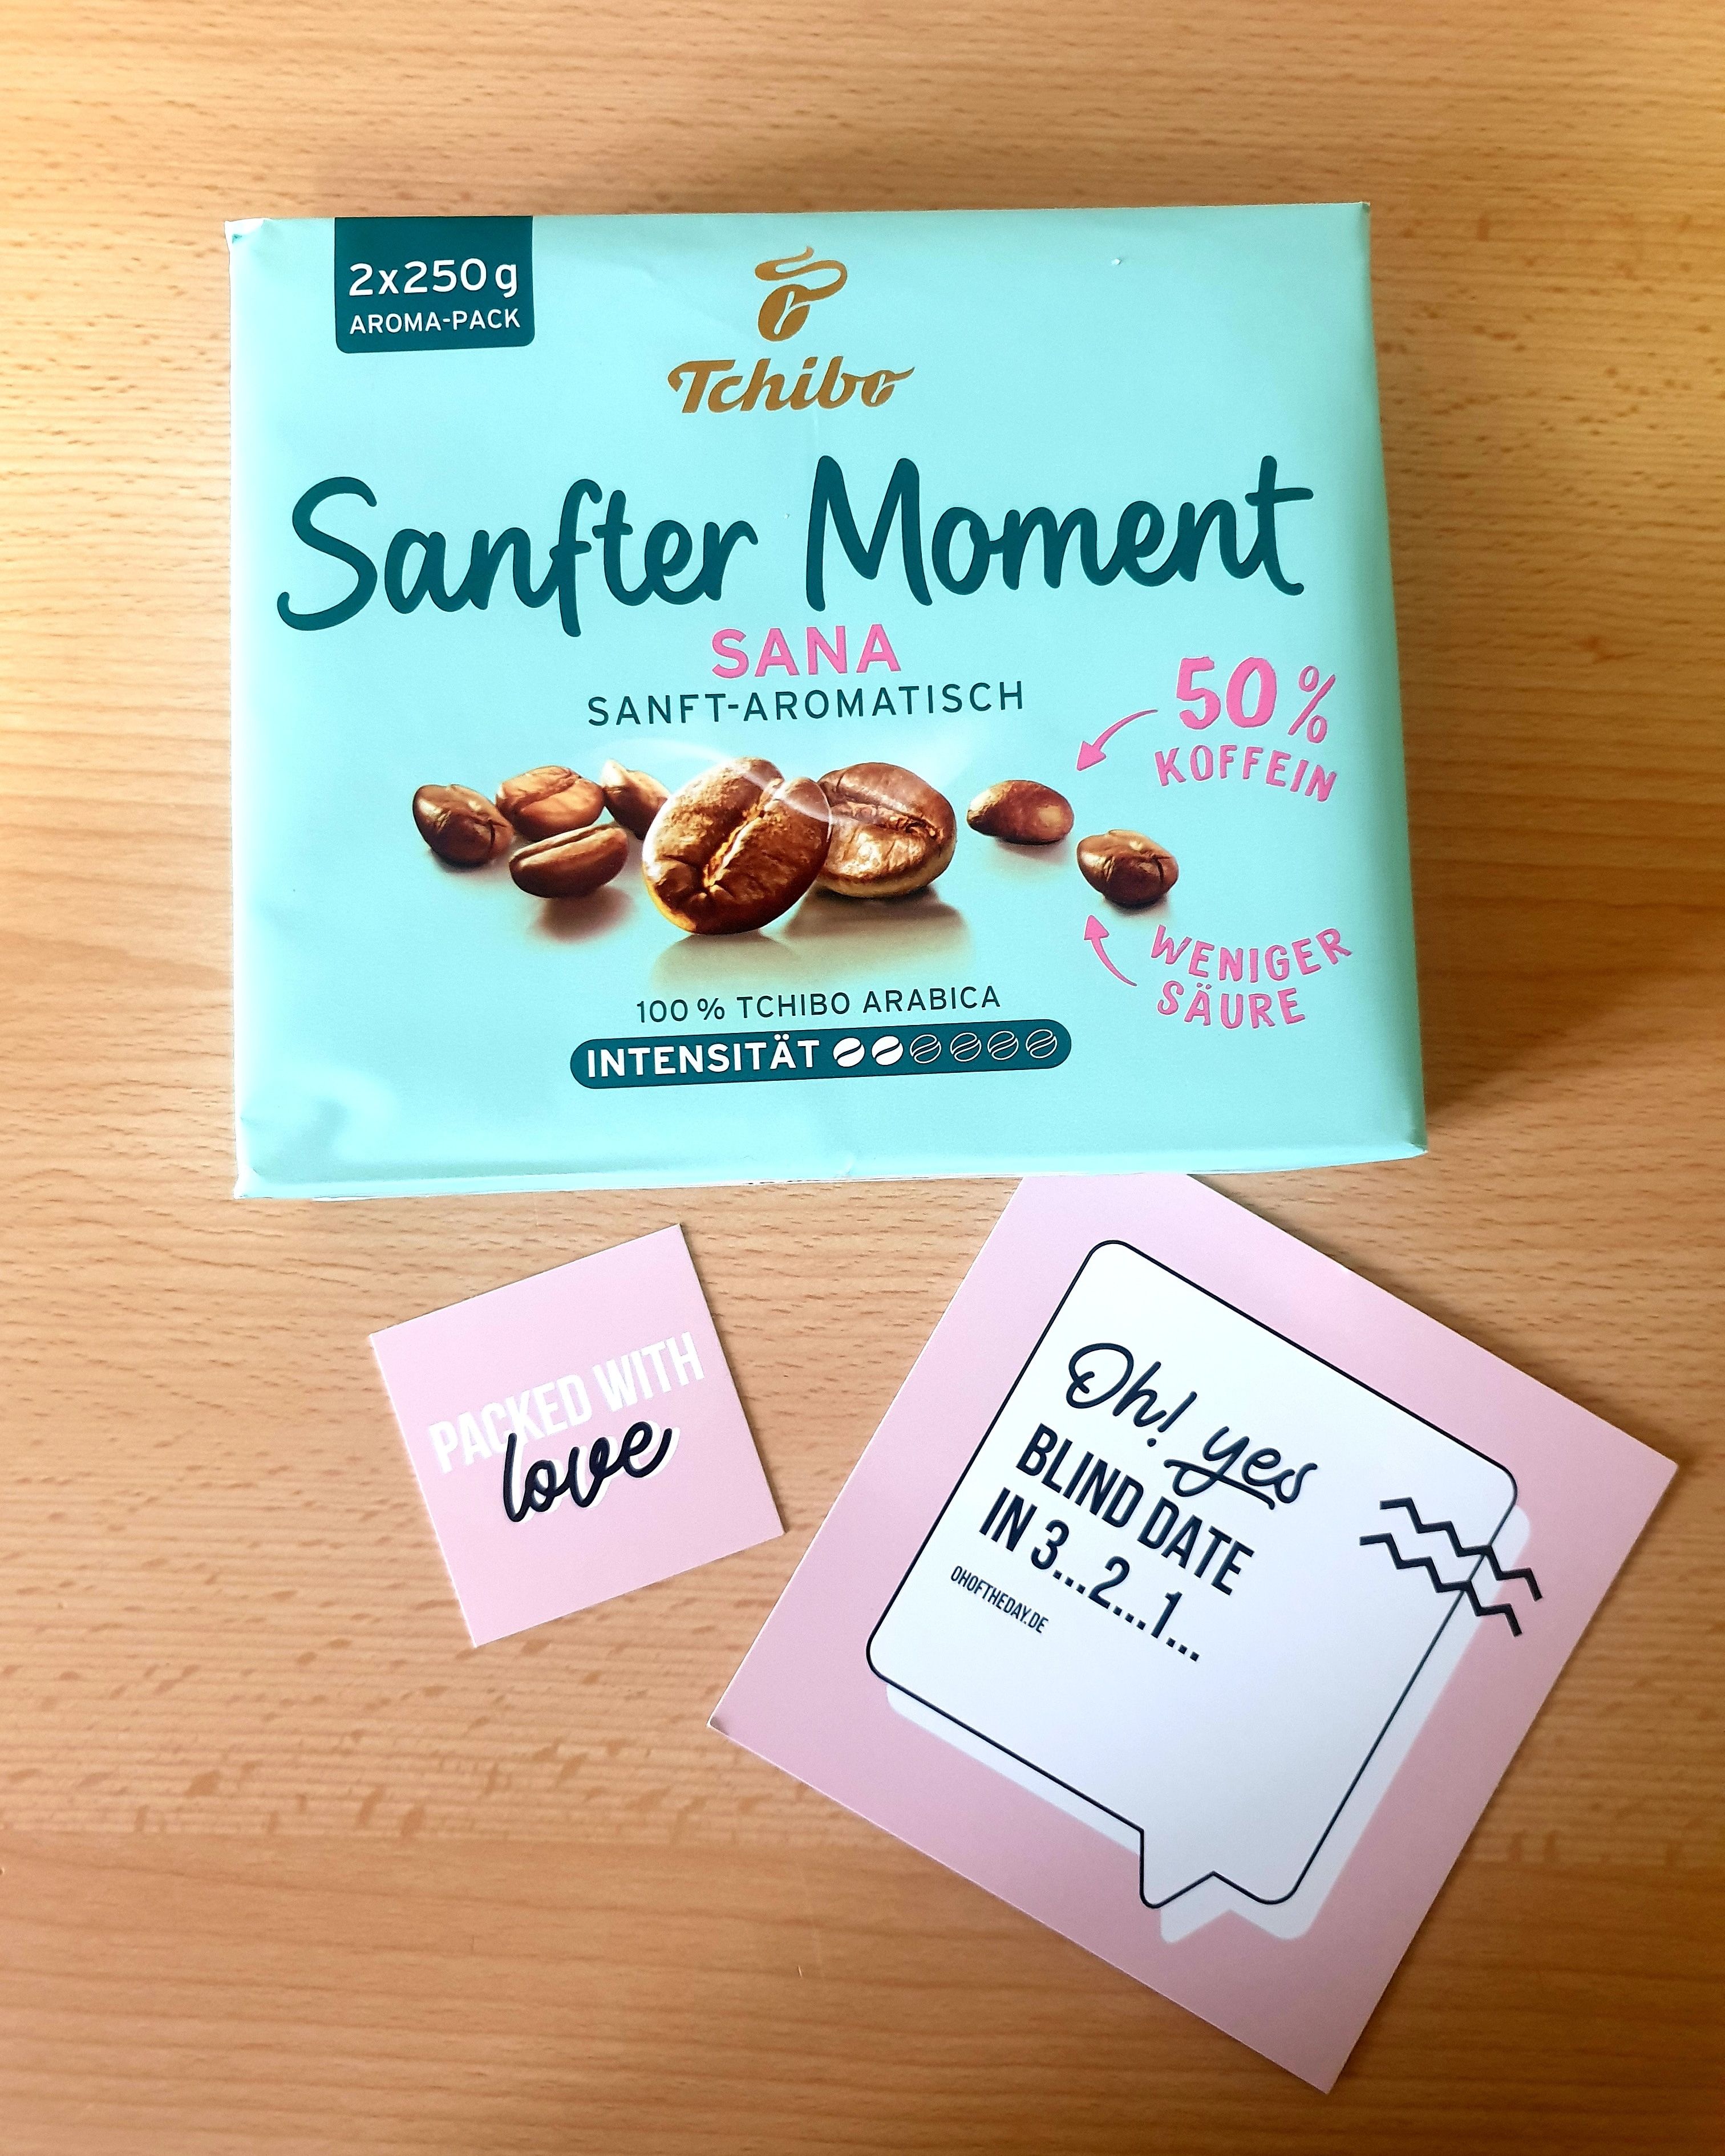 2x250 g
AROMA-PACK
Tchibo
Sanfter Moment
SANA
SANFT-AROMATISCH
50 %
KOFFEIN
WENIGER
SÄURE
100 % TCHIBO ARABICA
INTENSITÄT
PACKED WITH
love
Oh! yes
BLIND DATE
IN 3...2...1...
OHOFTHEDAY.DE